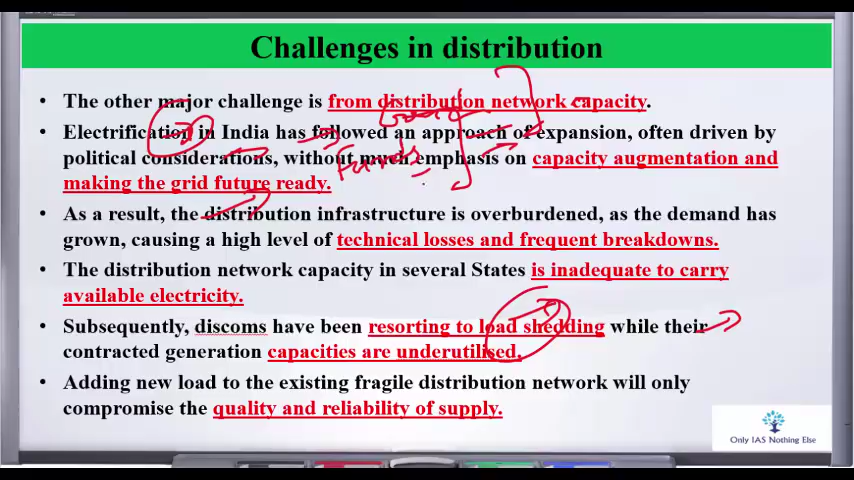 Challenges in distribution
• The other major challenge is from distribution network capacity.
• Electrification in India has followed an approach of expansion, often driven by
political considerations, without much emphasis on capacity augmentation and
making the grid future ready.
• As a result, the distribution infrastructure is overburdened, as the demand has
grown, causing a high level of technical losses and frequent breakdowns.
• The distribution network capacity in several States is inadequate to carry
available electricity.
• Subsequently, discoms have been resorting to load shedding while their
contracted generation capacities are underutilised.
• Adding new load to the existing fragile distribution network will only
compromise the quality and reliability of supply.
Funds
Only IAS Nothing Else